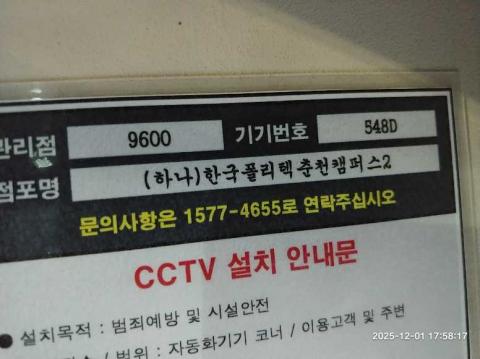 관리점 9600 기기번호 548D
점포명 (하나)한국폴리텍춘천캠퍼스2
문의사항은 1577-4655로 연락주십시오
CCTV 설치 안내문
● 설치목적 : 범죄예방 및 시설안전
/ 범위 : 자동화기기 코너 / 이용고객 및 주변
2025-12-01 17:58:17